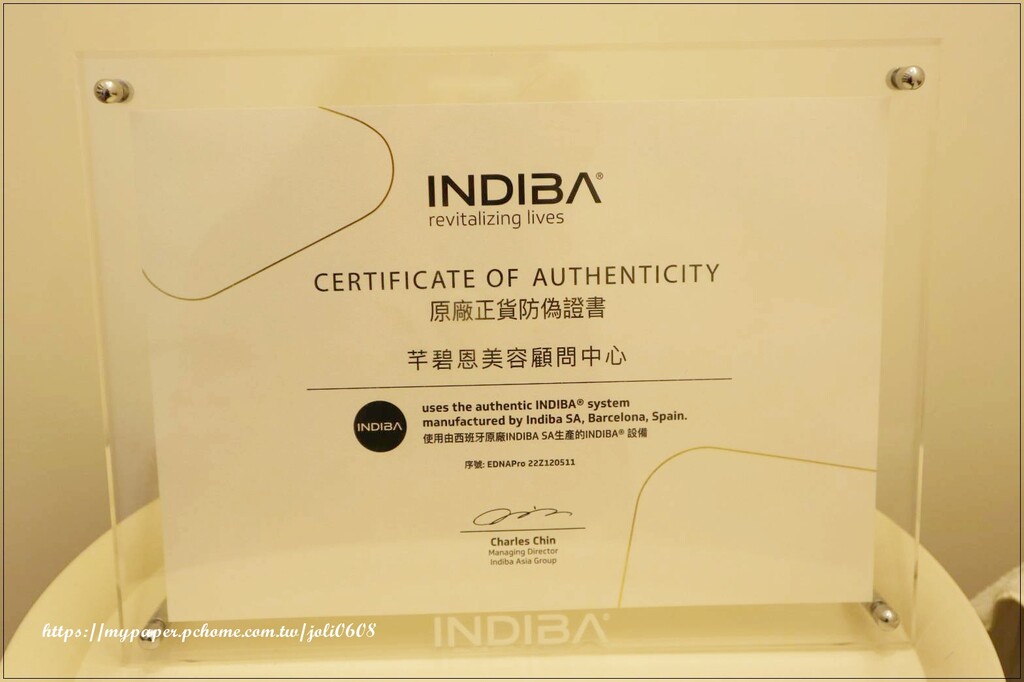 INDIBA®
revitalizing lives
CERTIFICATE OF AUTHENTICITY
原廠正貨防偽證書
芊碧恩美容顧問中心
INDIBA
uses the authentic INDIBA® system
manufactured by Indiba SA, Barcelona, Spain.
使用由西班牙原廠INDIBA SA生產的INDIBA® 設備
序號: EDNAPro 22Z120511
Charles Chin
Managing Director
Indiba Asia Group
INDIBA®
https://mypaper.pchome.com.tw/joli0608